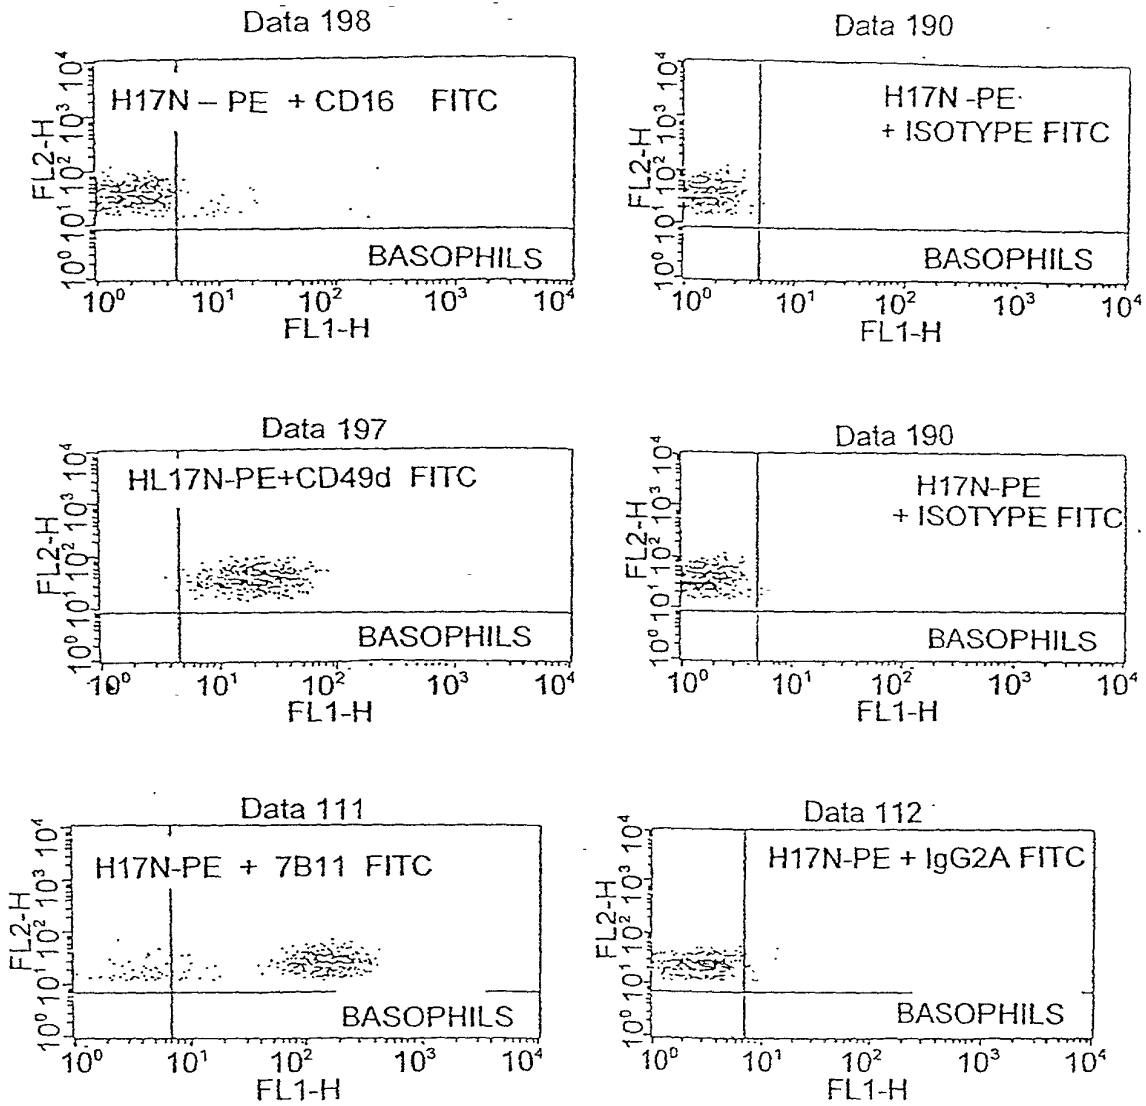 Data 198
H17N – PE + CD16 FITC
FL2-H
10⁰ 10¹ 10² 10³ 10⁴
BASOPHILS
10⁰ 10¹ 10² 10³ 10⁴
FL1-H
Data 190
H17N -PE
+ ISOTYPE FITC
FL2-H
10⁰ 10¹ 10² 10³ 10⁴
BASOPHILS
10⁰ 10¹ 10² 10³ 10⁴
FL1-H
Data 197
HL17N-PE+CD49d FITC
FL2-H
10⁰ 10¹ 10² 10³ 10⁴
BASOPHILS
10⁰ 10¹ 10² 10³ 10⁴
FL1-H
Data 190
H17N-PE
+ ISOTYPE FITC
FL2-H
10⁰ 10¹ 10² 10³ 10⁴
BASOPHILS
10⁰ 10¹ 10² 10³ 10⁴
FL1-H
Data 111
H17N-PE + 7B11 FITC
FL2-H
10⁰ 10¹ 10² 10³ 10⁴
BASOPHILS
10⁰ 10¹ 10² 10³ 10⁴
FL1-H
Data 112
H17N-PE + IgG2A FITC
FL2-H
10⁰ 10¹ 10² 10³ 10⁴
BASOPHILS
10⁰ 10¹ 10² 10³ 10⁴
FL1-H